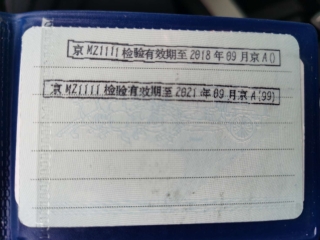 京 MZ1111 检验有效期至 2018 年 09 月京 A()
京 MZ1111 检验有效期至 2021 年 09 月京 A(99)